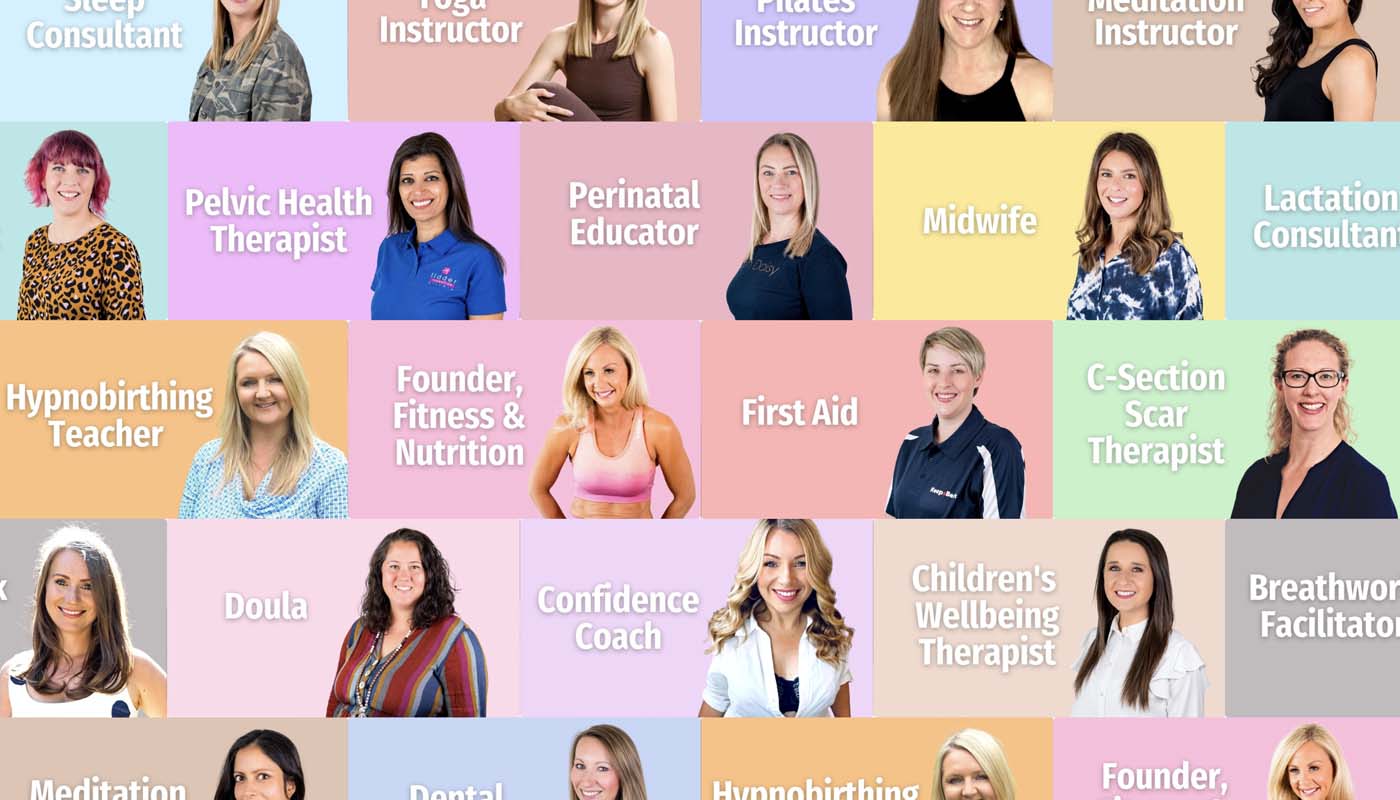 Sleep
Consultant
Yoga
Instructor
Pilates
Instructor
Meditation
Instructor
Pelvic Health
Therapist
Perinatal
Educator
Daisy
Midwife
Lactation
Consultant
Hypnobirthing
Teacher
Founder,
Fitness &
Nutrition
First Aid
C-Section
Scar
Therapist
k
Doula
Confidence
Coach
Children's
Wellbeing
Therapist
Breathwor
Facilitator
Meditation
Dental
Hypnobirthing
Founder,